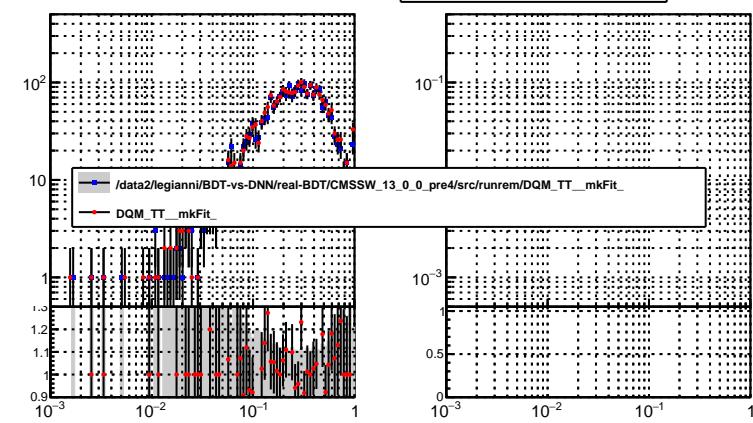 10² 10⁻¹
10
/data2/legianni/BDT-vs-DNN/real-BDT/CMSSW_13_0_0_pre4/src/runrem/DQM_TT__mkFit_
DQM_TT__mkFit_
1 10⁻³
1.3 1
1.2
1.1 0.5
1
0.9 0
10⁻³ 10⁻² 10⁻¹ 1 10⁻³ 10⁻² 10⁻¹ 1